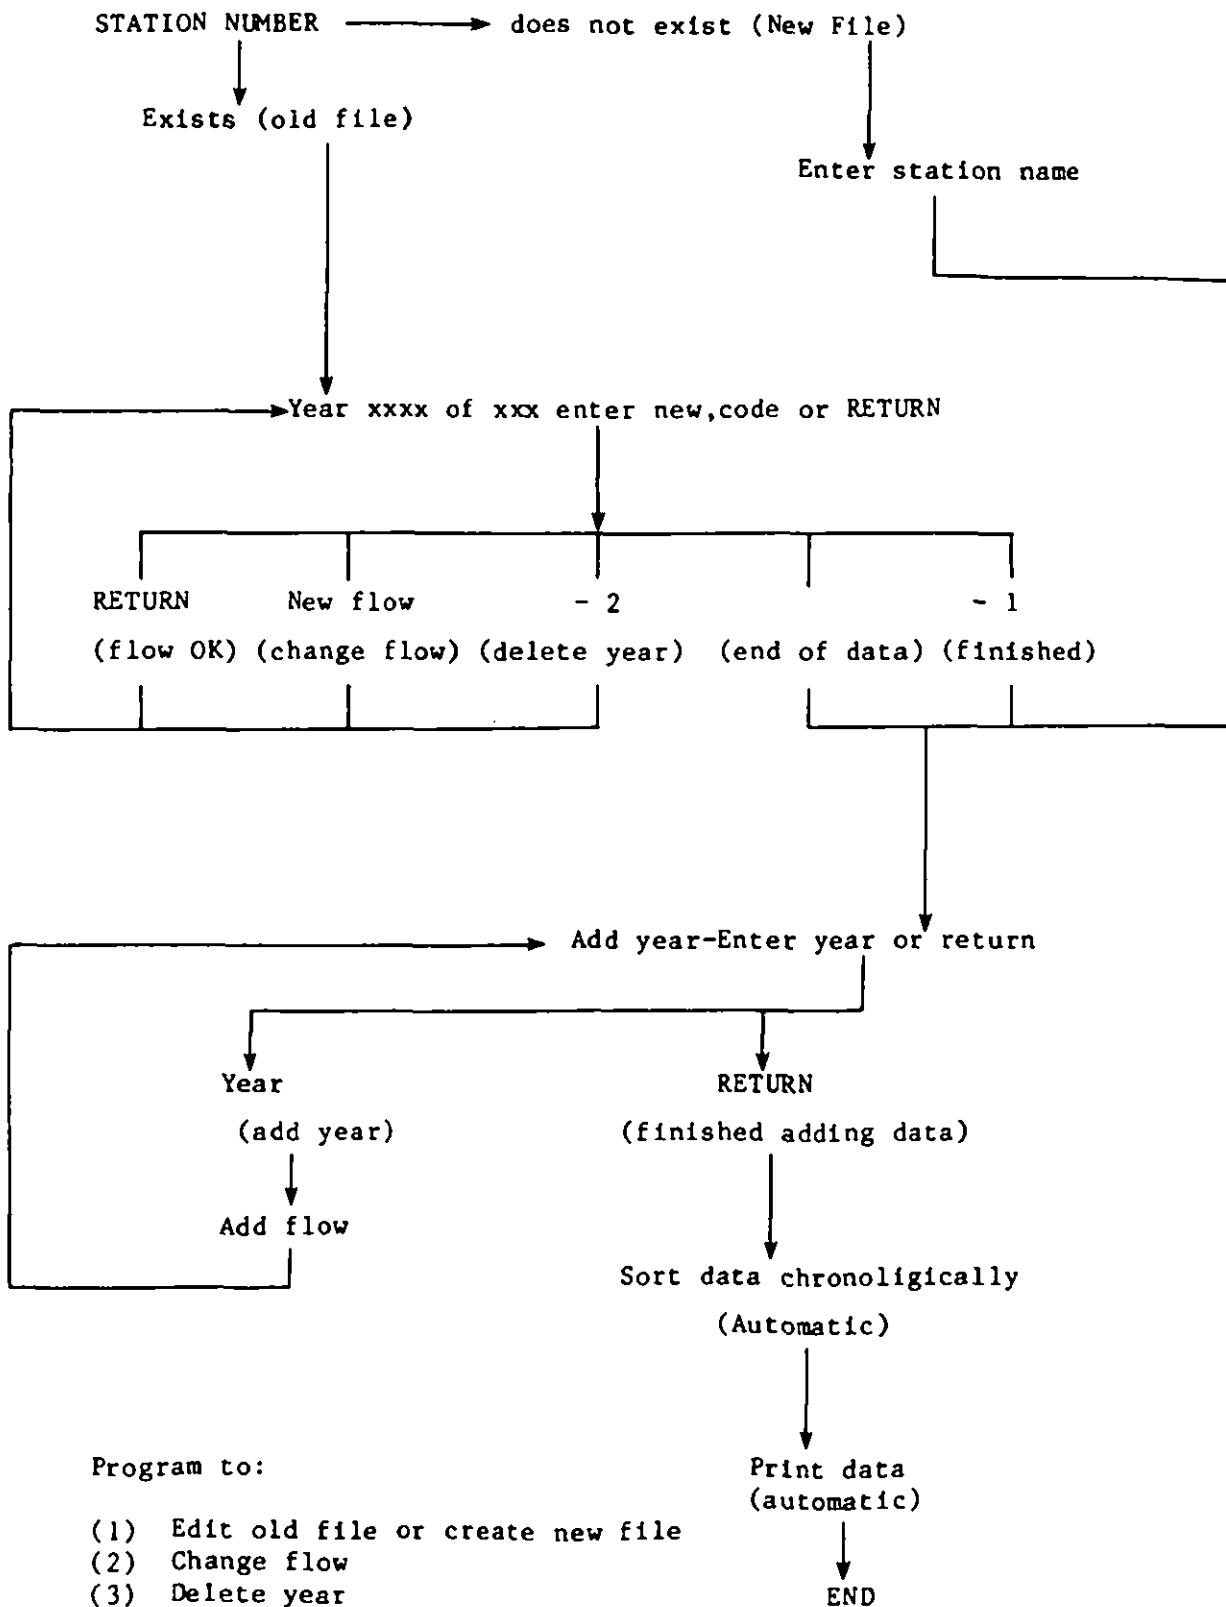 STATION NUMBER does not exist (New File)
Exists (old file)
Enter station name
Year xxxx of xxx enter new,code or RETURN
RETURN New flow - 2 - 1
(flow OK) (change flow) (delete year) (end of data) (finished)
Add year-Enter year or return
Year RETURN
(add year) (finished adding data)
Add flow
Sort data chronoligically
(Automatic)
Program to:
Print data
(automatic)
(1) Edit old file or create new file
(2) Change flow
(3) Delete year
END